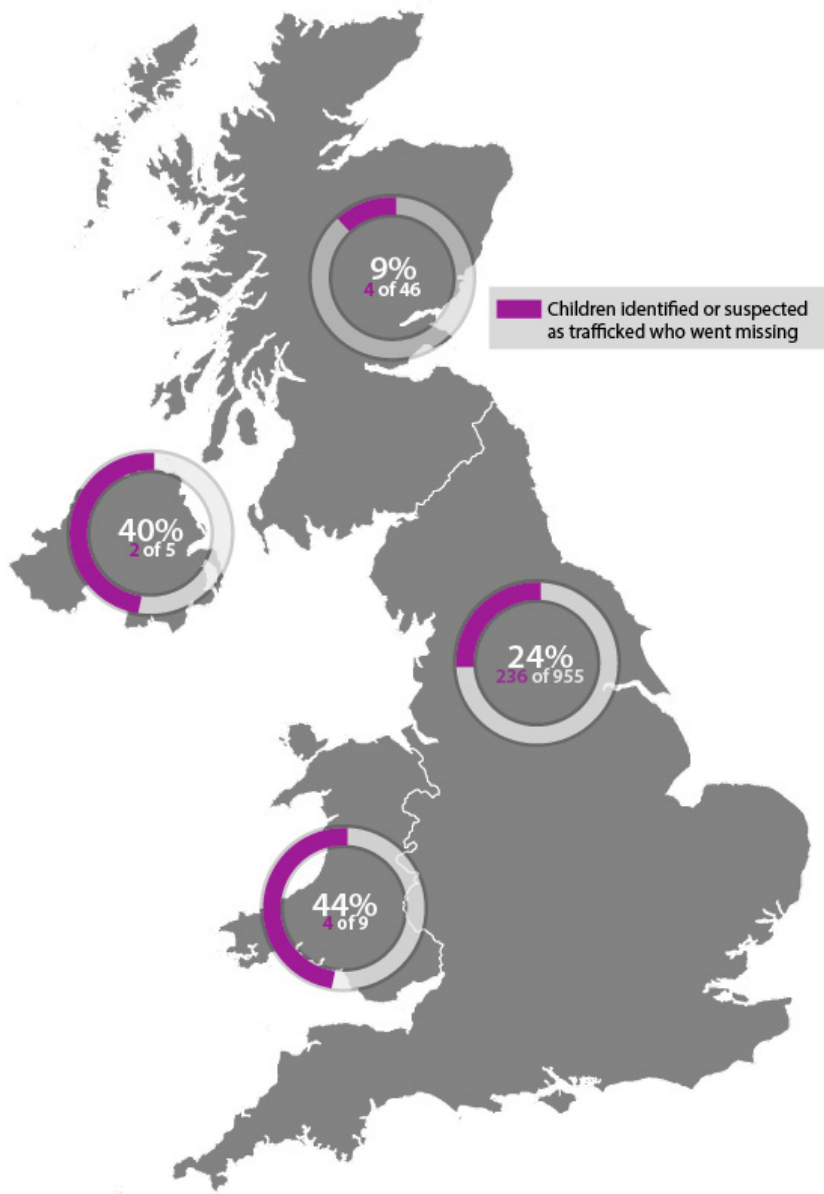 9%
4 of 46
Children identified or suspected
as trafficked who went missing
40%
2 of 5
24%
236 of 955
44%
4 of 9